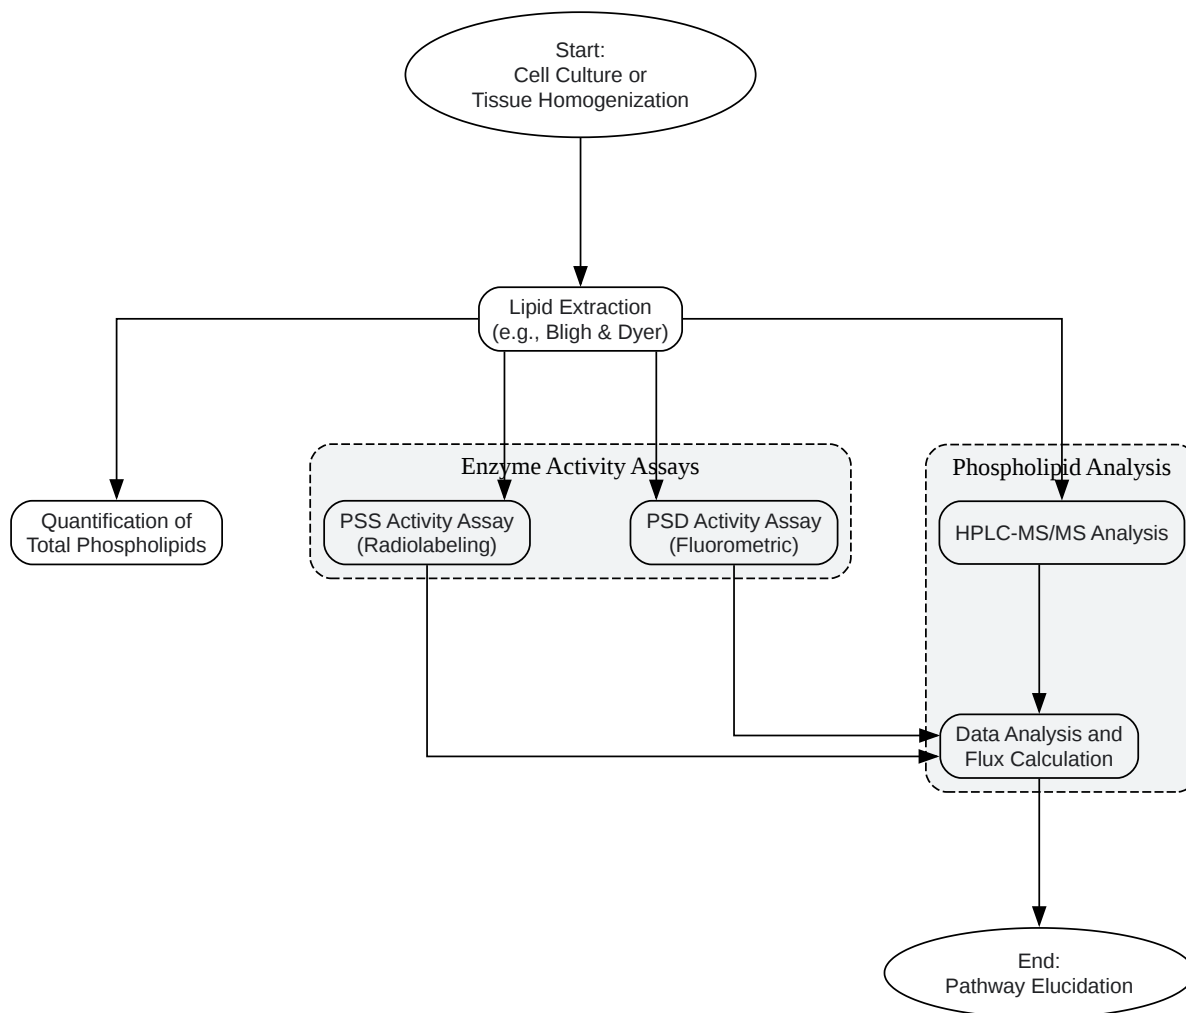 Start:
Cell Culture or
Tissue Homogenization
Lipid Extraction
(e.g., Bligh & Dyer)
Enzyme Activity Assays
Phospholipid Analysis
Quantification of
Total Phospholipids
PSS Activity Assay
(Radiolabeling)
PSD Activity Assay
(Fluorometric)
HPLC-MS/MS Analysis
Data Analysis and
Flux Calculation
End:
Pathway Elucidation